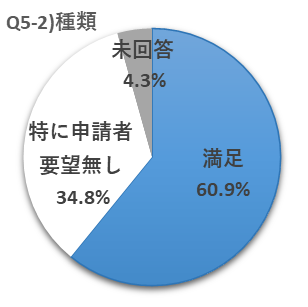 Q5-2)種類
未回答
4.3%
特に申請者
要望無し
34.8%
満足
60.9%